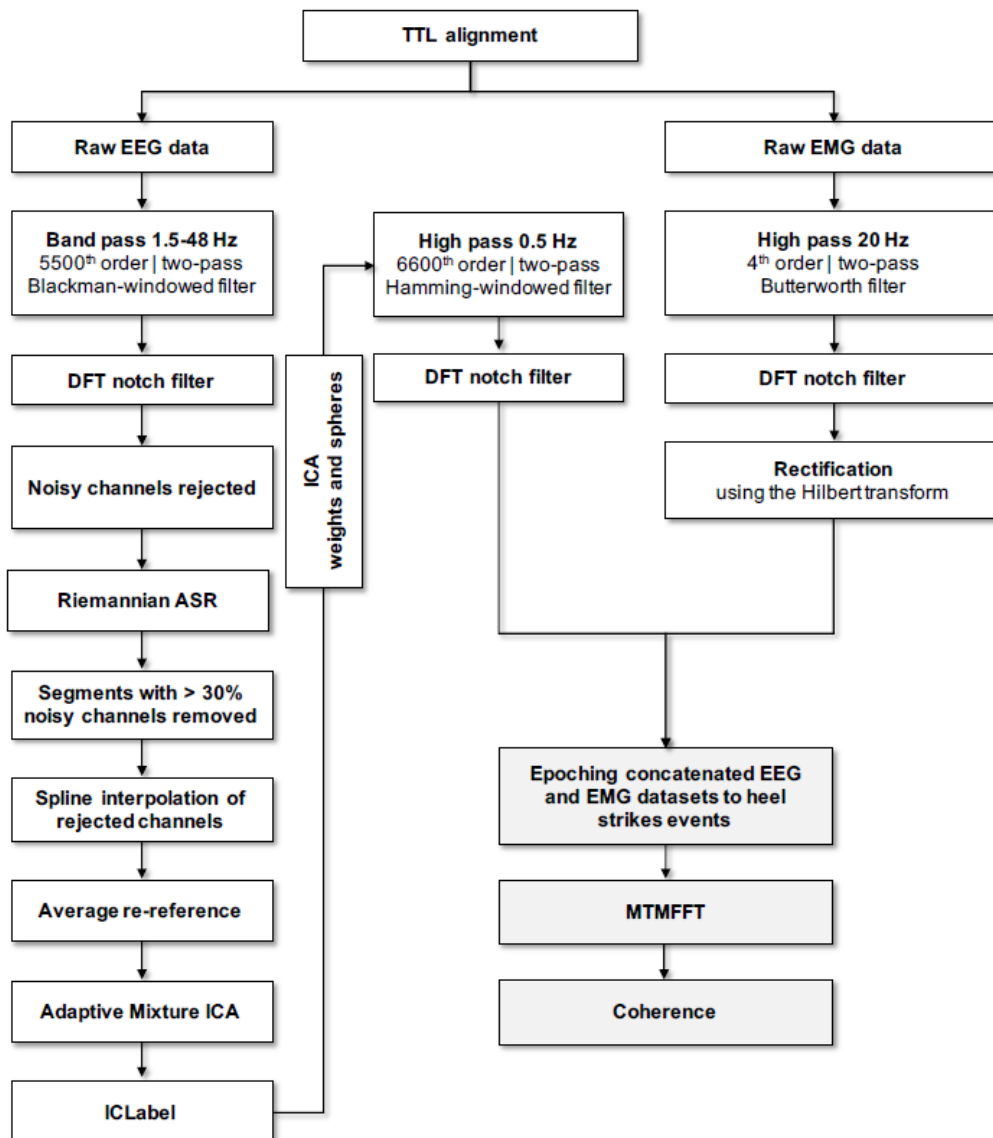 TTL alignment
Raw EEG data
Band pass 1.5-48 Hz
5500th order | two-pass
Blackman-windowed filter
DFT notch filter
Noisy channels rejected
Riemannian ASR
Segments with > 30%
noisy channels removed
Spline interpolation of
rejected channels
Average re-reference
Adaptive Mixture ICA
ICLabel
ICA
weights and spheres
High pass 0.5 Hz
6600th order | two-pass
Hamming-windowed filter
DFT notch filter
Raw EMG data
High pass 20 Hz
4th order | two-pass
Butterworth filter
DFT notch filter
Rectification
using the Hilbert transform
Epoching concatenated EEG
and EMG datasets to heel
strikes events
MTMFFT
Coherence